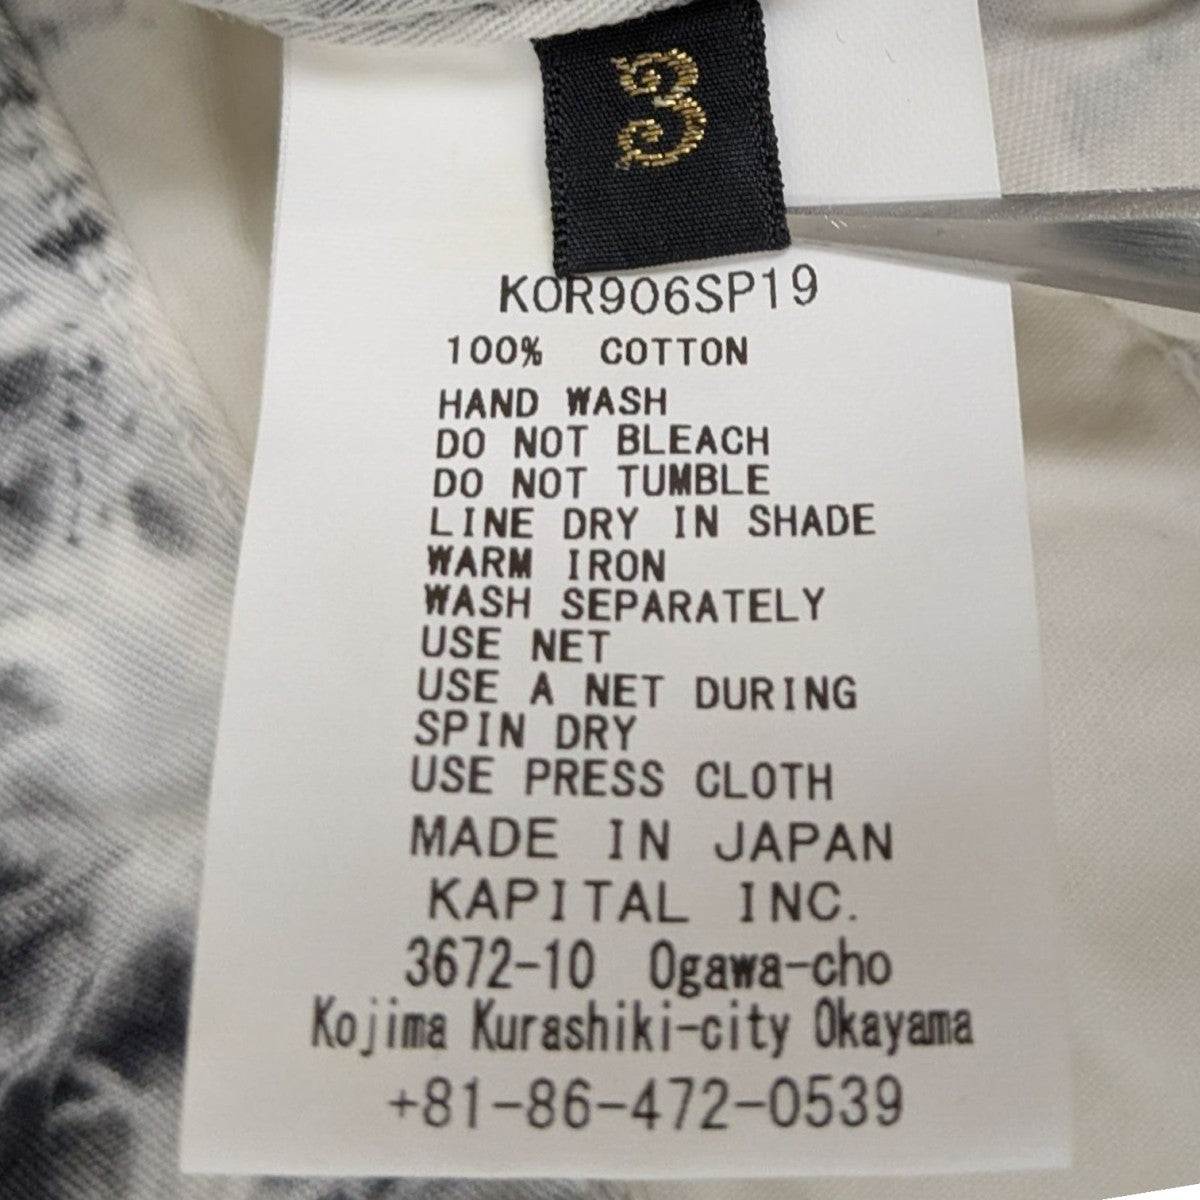 3
KOR906SP19
100% COTTON
HAND WASH
DO NOT BLEACH
DO NOT TUMBLE
LINE DRY IN SHADE
WARM IRON
WASH SEPARATELY
USE NET
USE A NET DURING
SPIN DRY
USE PRESS CLOTH
MADE IN JAPAN
KAPITAL INC.
3672-10 Ogawa-cho
Kojima Kurashiki-city Okayama
+81-86-472-0539